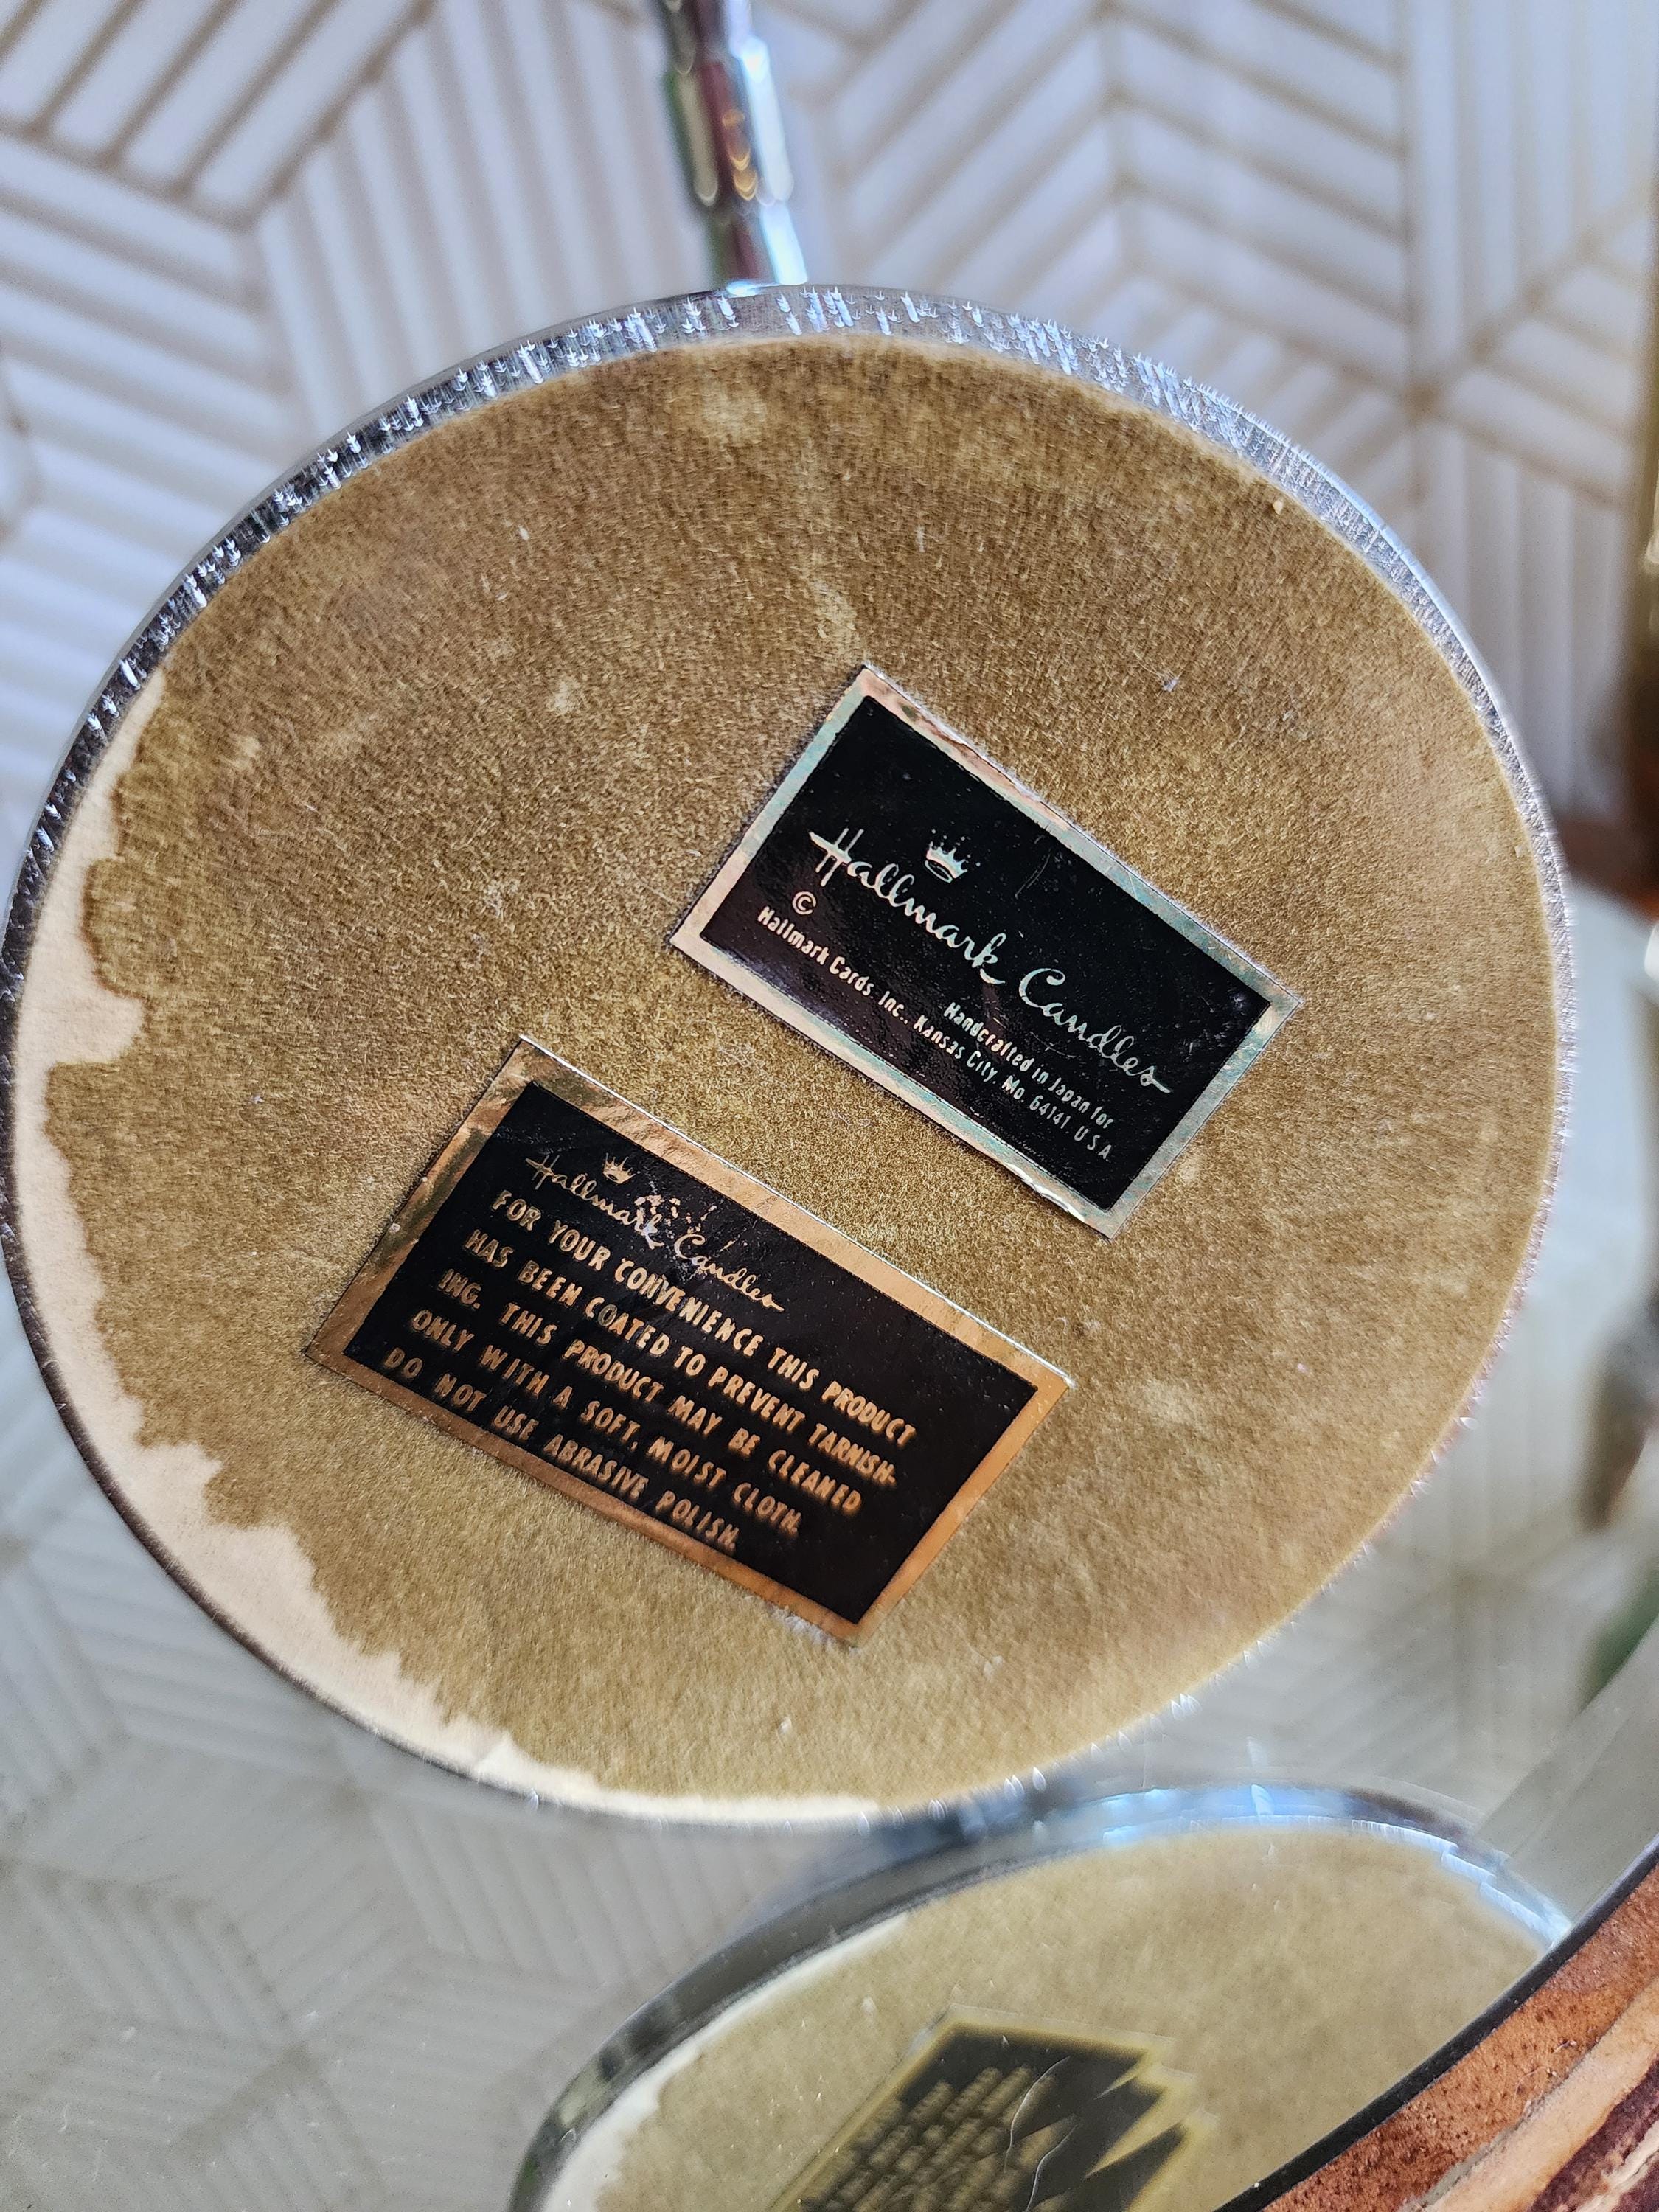 Hallmark Candles
©
Handcrafted in Japan for
Hallmark Cards, Inc., Kansas City, Mo. 64141, U S A
Hallmark Candles
FOR YOUR CONVENIENCE THIS PRODUCT
HAS BEEN COATED TO PREVENT TARNISH-
ING. THIS PRODUCT MAY BE CLEANED
ONLY WITH A SOFT, MOIST CLOTH.
DO NOT USE ABRASIVE POLISH.